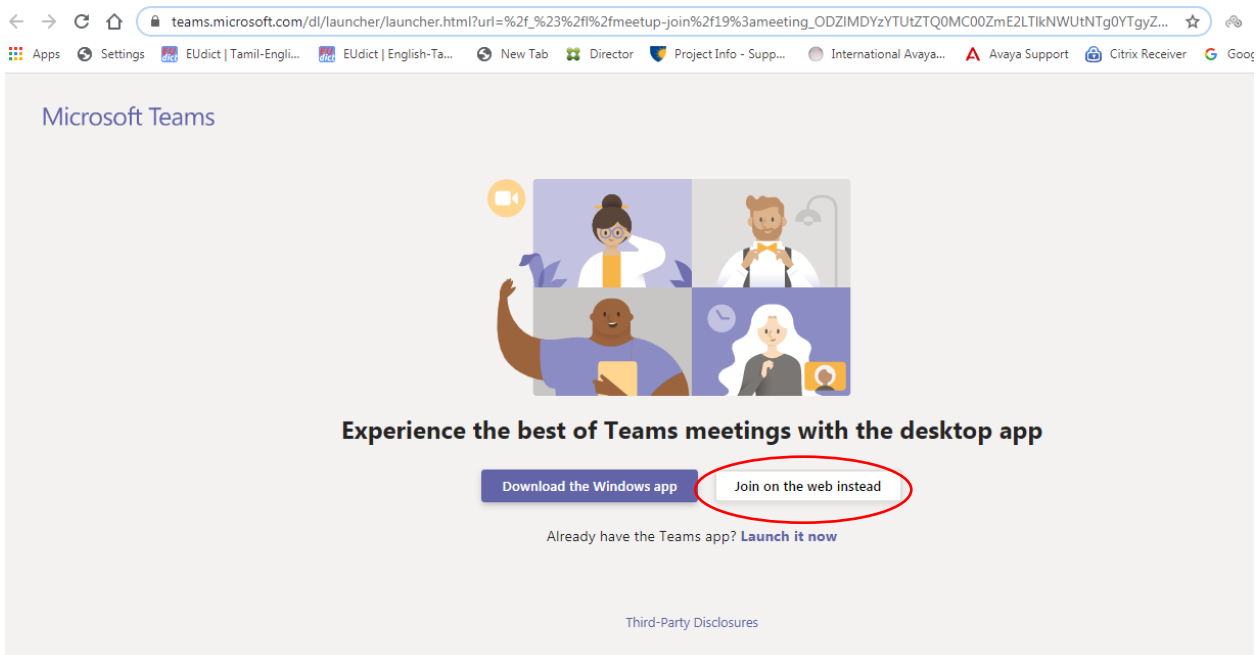 teams.microsoft.com/dl/launcher/launcher.html?url=%2f_%23%2fl%2fmeetup-join%2f19%3ameeting_ODZlMDYzYTUtZTQ0MC00ZmE2LTlkNWUtNTg0YTgyZ...
Apps Settings EUdict | Tamil-Engli... EUdict | English-Ta... New Tab Director Project Info - Supp... International Avaya... Avaya Support Citrix Receiver G Goog
Microsoft Teams
Experience the best of Teams meetings with the desktop app
Download the Windows app Join on the web instead
Already have the Teams app? Launch it now
Third-Party Disclosures